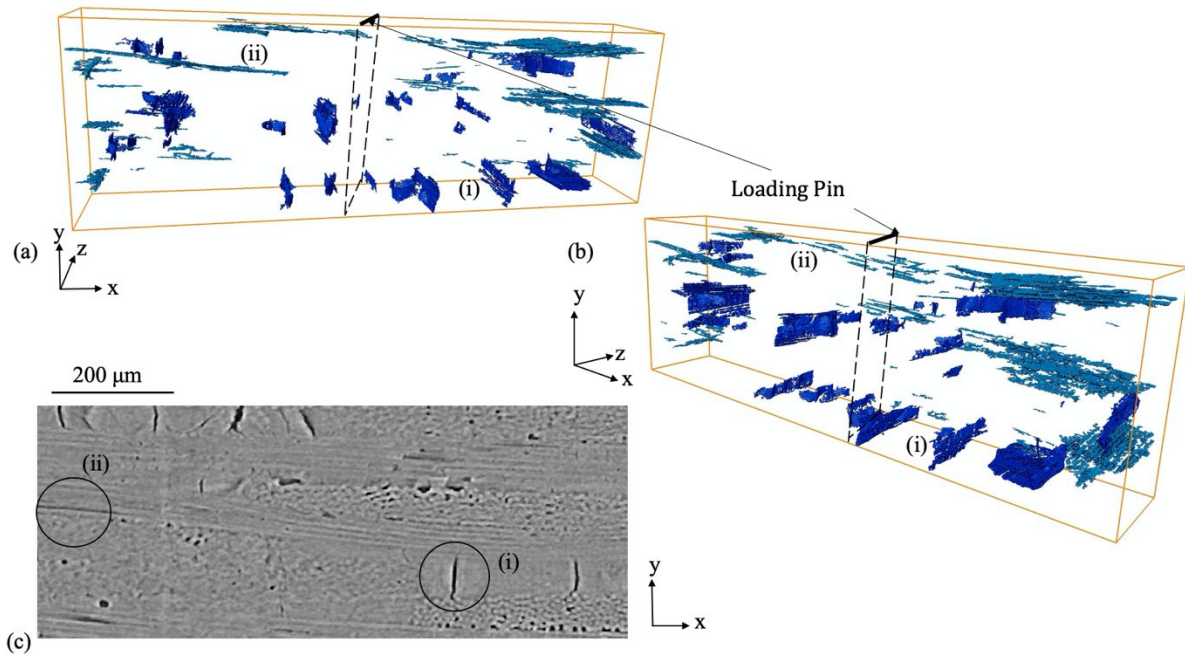 (ii)
(i)
(a)
y
z
x
Loading Pin
(b)
(ii)
(i)
y
z
x
200 μm
(ii)
(i)
(c)
y
x